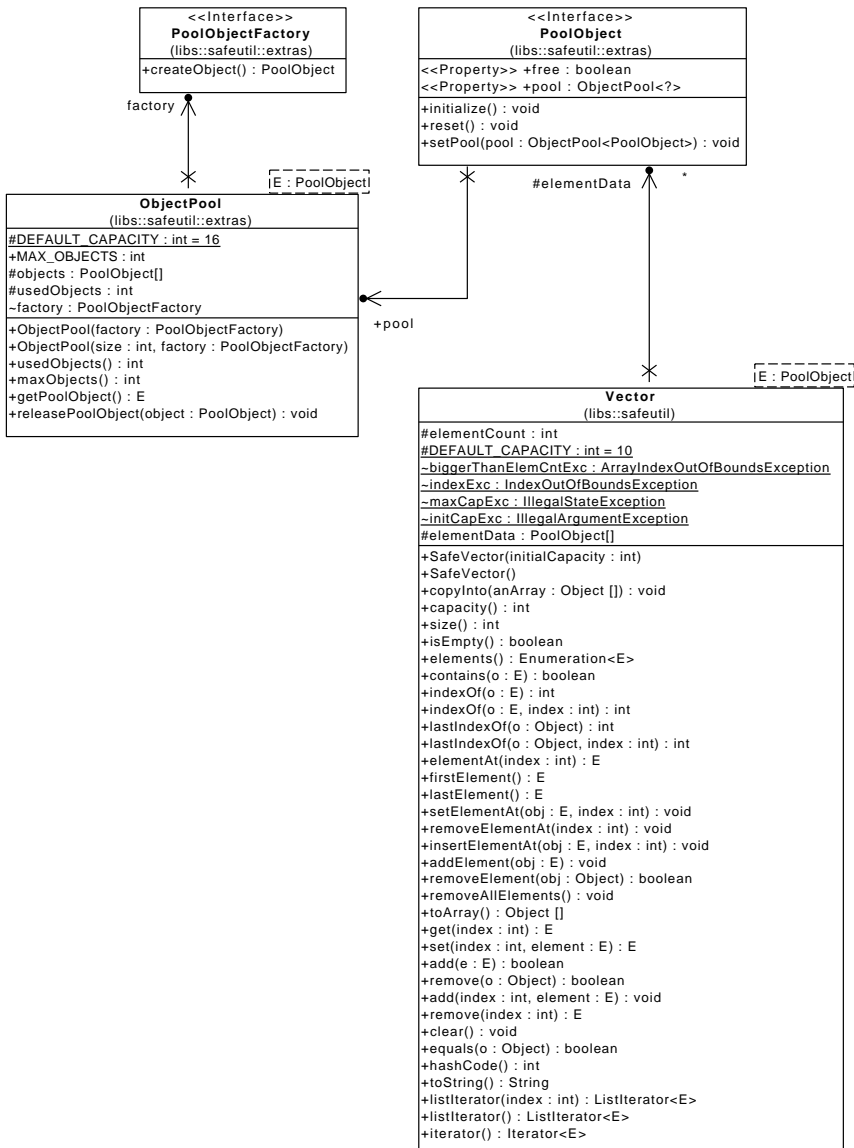 <<Interface>>
PoolObjectFactory
(libs::safeutil::extras)
+createObject() : PoolObject
<<Interface>>
PoolObject
(libs::safeutil::extras)
<<Property>> +free : boolean
<<Property>> +pool : ObjectPool<?>
+initialize() : void
+reset() : void
+setPool(pool : ObjectPool<PoolObject>) : void
factory
#elementData
*
E : PoolObject
ObjectPool
(libs::safeutil::extras)
#DEFAULT_CAPACITY : int = 16
+MAX_OBJECTS : int
#objects : PoolObject[]
#usedObjects : int
~factory : PoolObjectFactory
+ObjectPool(factory : PoolObjectFactory)
+ObjectPool(size : int, factory : PoolObjectFactory)
+usedObjects() : int
+maxObjects() : int
+getPoolObject() : E
+releasePoolObject(object : PoolObject) : void
+pool
E : PoolObject
Vector
(libs::safeutil)
#elementCount : int
#DEFAULT_CAPACITY : int = 10
~biggerThanElemCntExc : ArrayIndexOutOfBoundsException
~indexExc : IndexOutOfBoundsException
~maxCapExc : IllegalStateException
~initCapExc : IllegalArgumentException
#elementData : PoolObject[]
+SafeVector(initialCapacity : int)
+SafeVector()
+copyInto(anArray : Object []) : void
+capacity() : int
+size() : int
+isEmpty() : boolean
+elements() : Enumeration<E>
+contains(o : E) : boolean
+indexOf(o : E) : int
+indexOf(o : E, index : int) : int
+lastIndexOf(o : Object) : int
+lastIndexOf(o : Object, index : int) : int
+elementAt(index : int) : E
+firstElement() : E
+lastElement() : E
+setElementAt(obj : E, index : int) : void
+removeElementAt(index : int) : void
+insertElementAt(obj : E, index : int) : void
+addElement(obj : E) : void
+removeElement(obj : Object) : boolean
+removeAllElements() : void
+toArray() : Object []
+get(index : int) : E
+set(index : int, element : E) : E
+add(e : E) : boolean
+remove(o : Object) : boolean
+add(index : int, element : E) : void
+remove(index : int) : E
+clear() : void
+equals(o : Object) : boolean
+hashCode() : int
+toString() : String
+listIterator(index : int) : ListIterator<E>
+listIterator() : ListIterator<E>
+iterator() : Iterator<E>